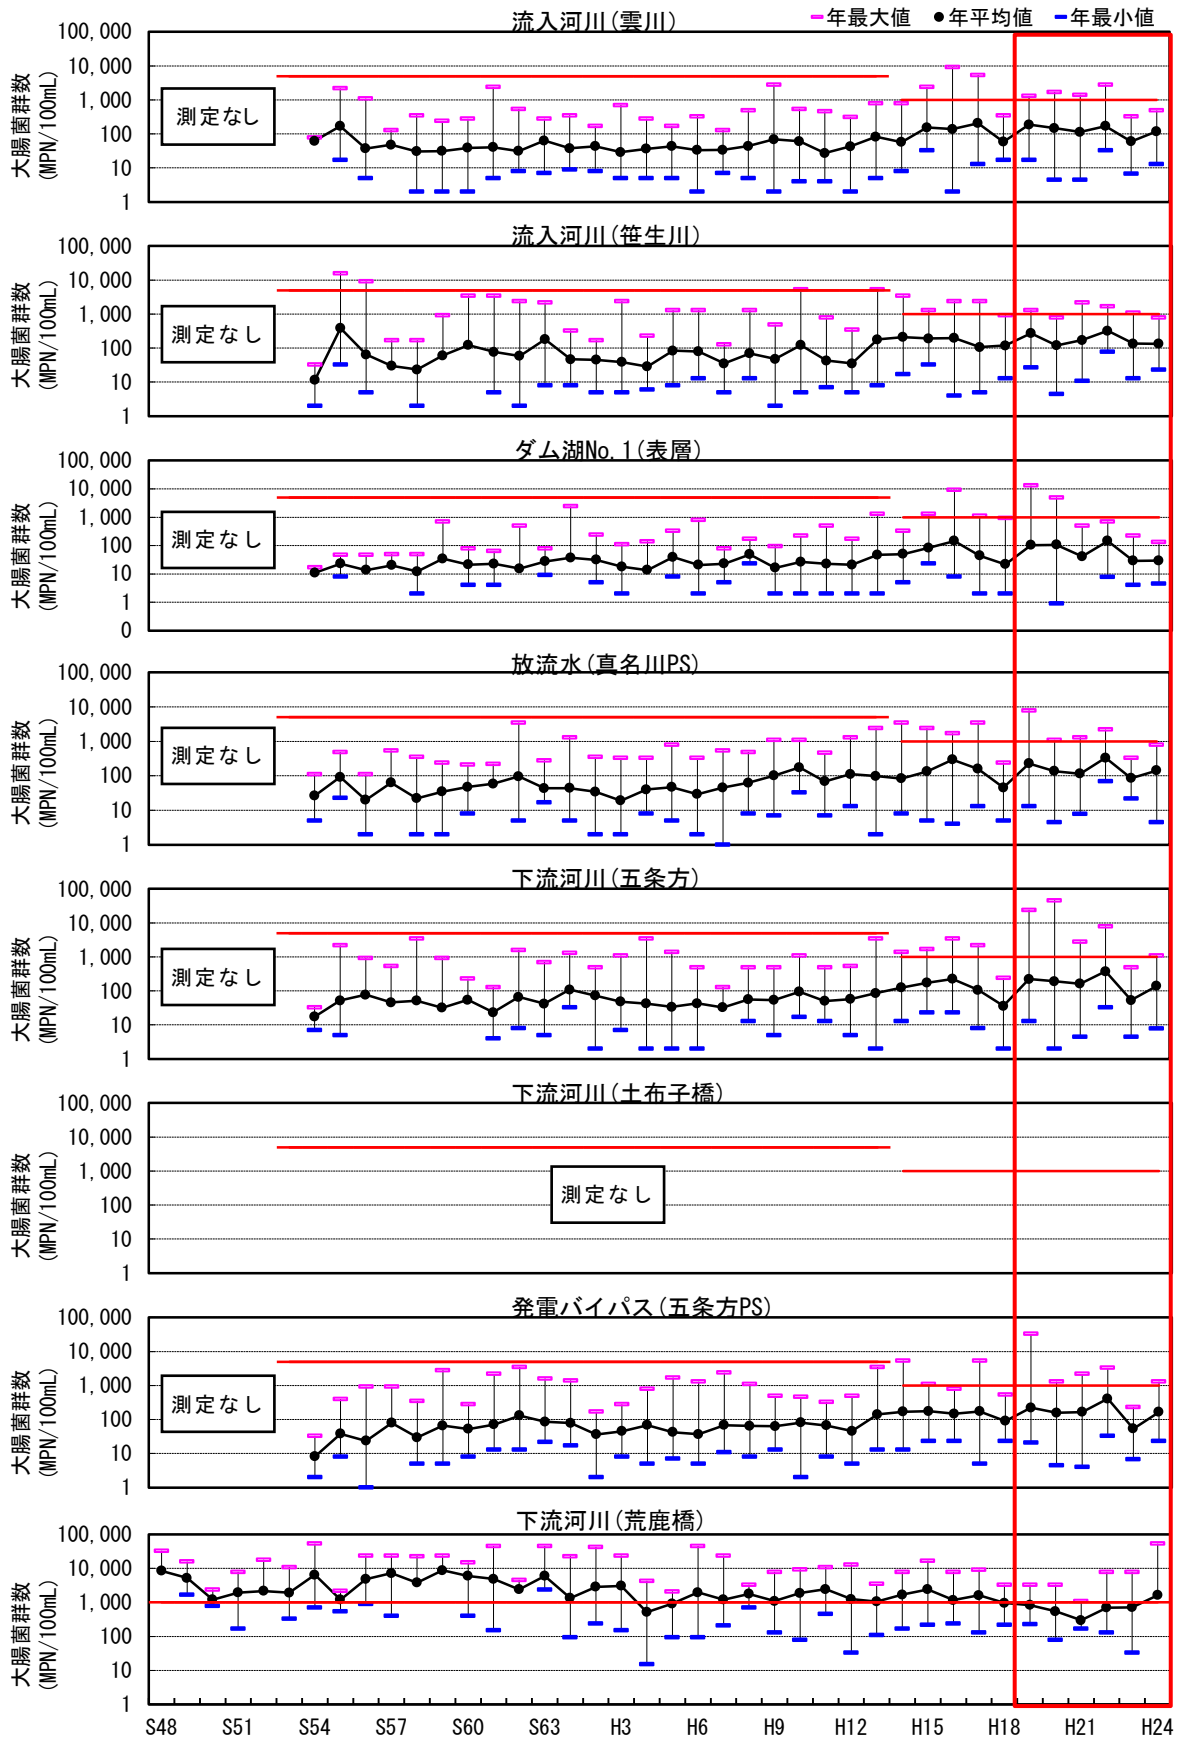 流入河川(雲川)
年最大値 年平均値 年最小値
大腸菌群数
(MPN/100mL)
100,000
10,000
1,000
100
10
1
測定なし
流入河川(笹生川)
大腸菌群数
(MPN/100mL)
100,000
10,000
1,000
100
10
1
測定なし
ダム湖No.1(表層)
大腸菌群数
(MPN/100mL)
100,000
10,000
1,000
100
10
1
0
測定なし
放流水(真名川PS)
大腸菌群数
(MPN/100mL)
100,000
10,000
1,000
100
10
1
測定なし
下流河川(五条方)
大腸菌群数
(MPN/100mL)
100,000
10,000
1,000
100
10
1
測定なし
下流河川(土布子橋)
大腸菌群数
(MPN/100mL)
100,000
10,000
1,000
100
10
1
測定なし
発電バイパス(五条方PS)
大腸菌群数
(MPN/100mL)
100,000
10,000
1,000
100
10
1
測定なし
下流河川(荒鹿橋)
大腸菌群数
(MPN/100mL)
100,000
10,000
1,000
100
10
1
S48 S51 S54 S57 S60 S63 H3 H6 H9 H12 H15 H18 H21 H24